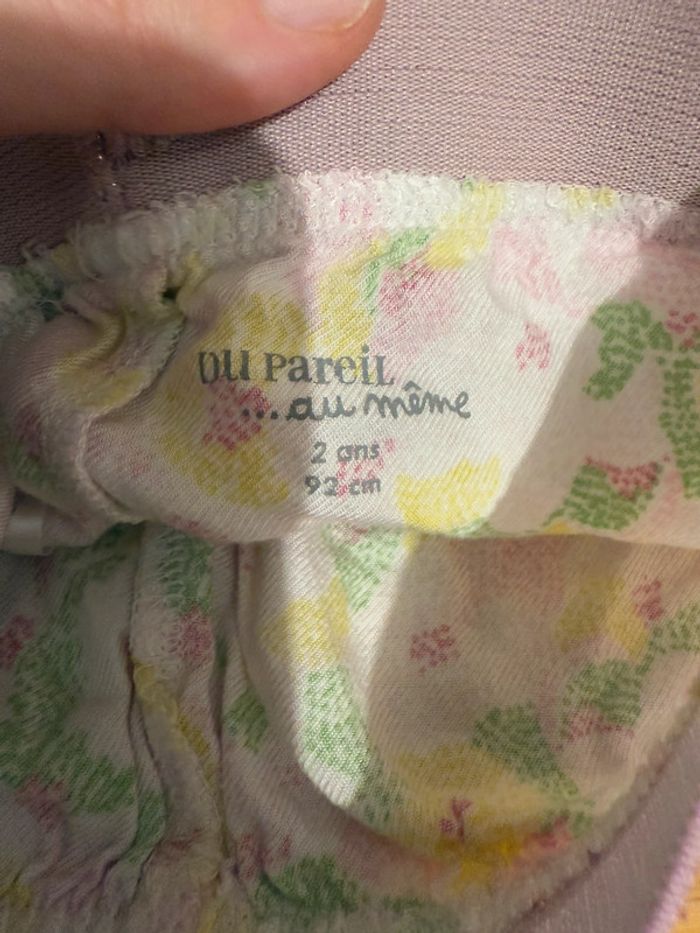 DU PAREIL
...au même
2 ans
92 cm